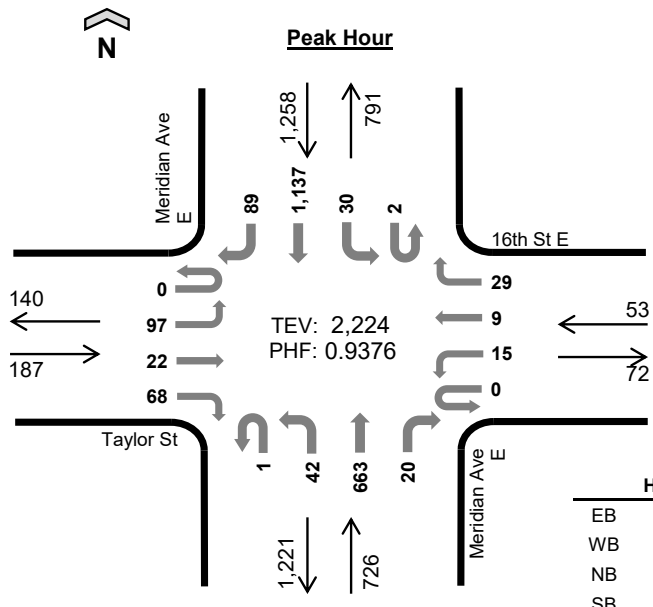 N
Peak Hour
Meridian Ave
E
1,258
791
89
1,137
30
2
16th St E
0
97
22
68
29
9
15
0
140
187
53
72
TEV: 2,224
PHF: 0.9376
Taylor St
1
42
663
20
Meridian Ave
E
1,221
726
H
EB
WB
NB
SB